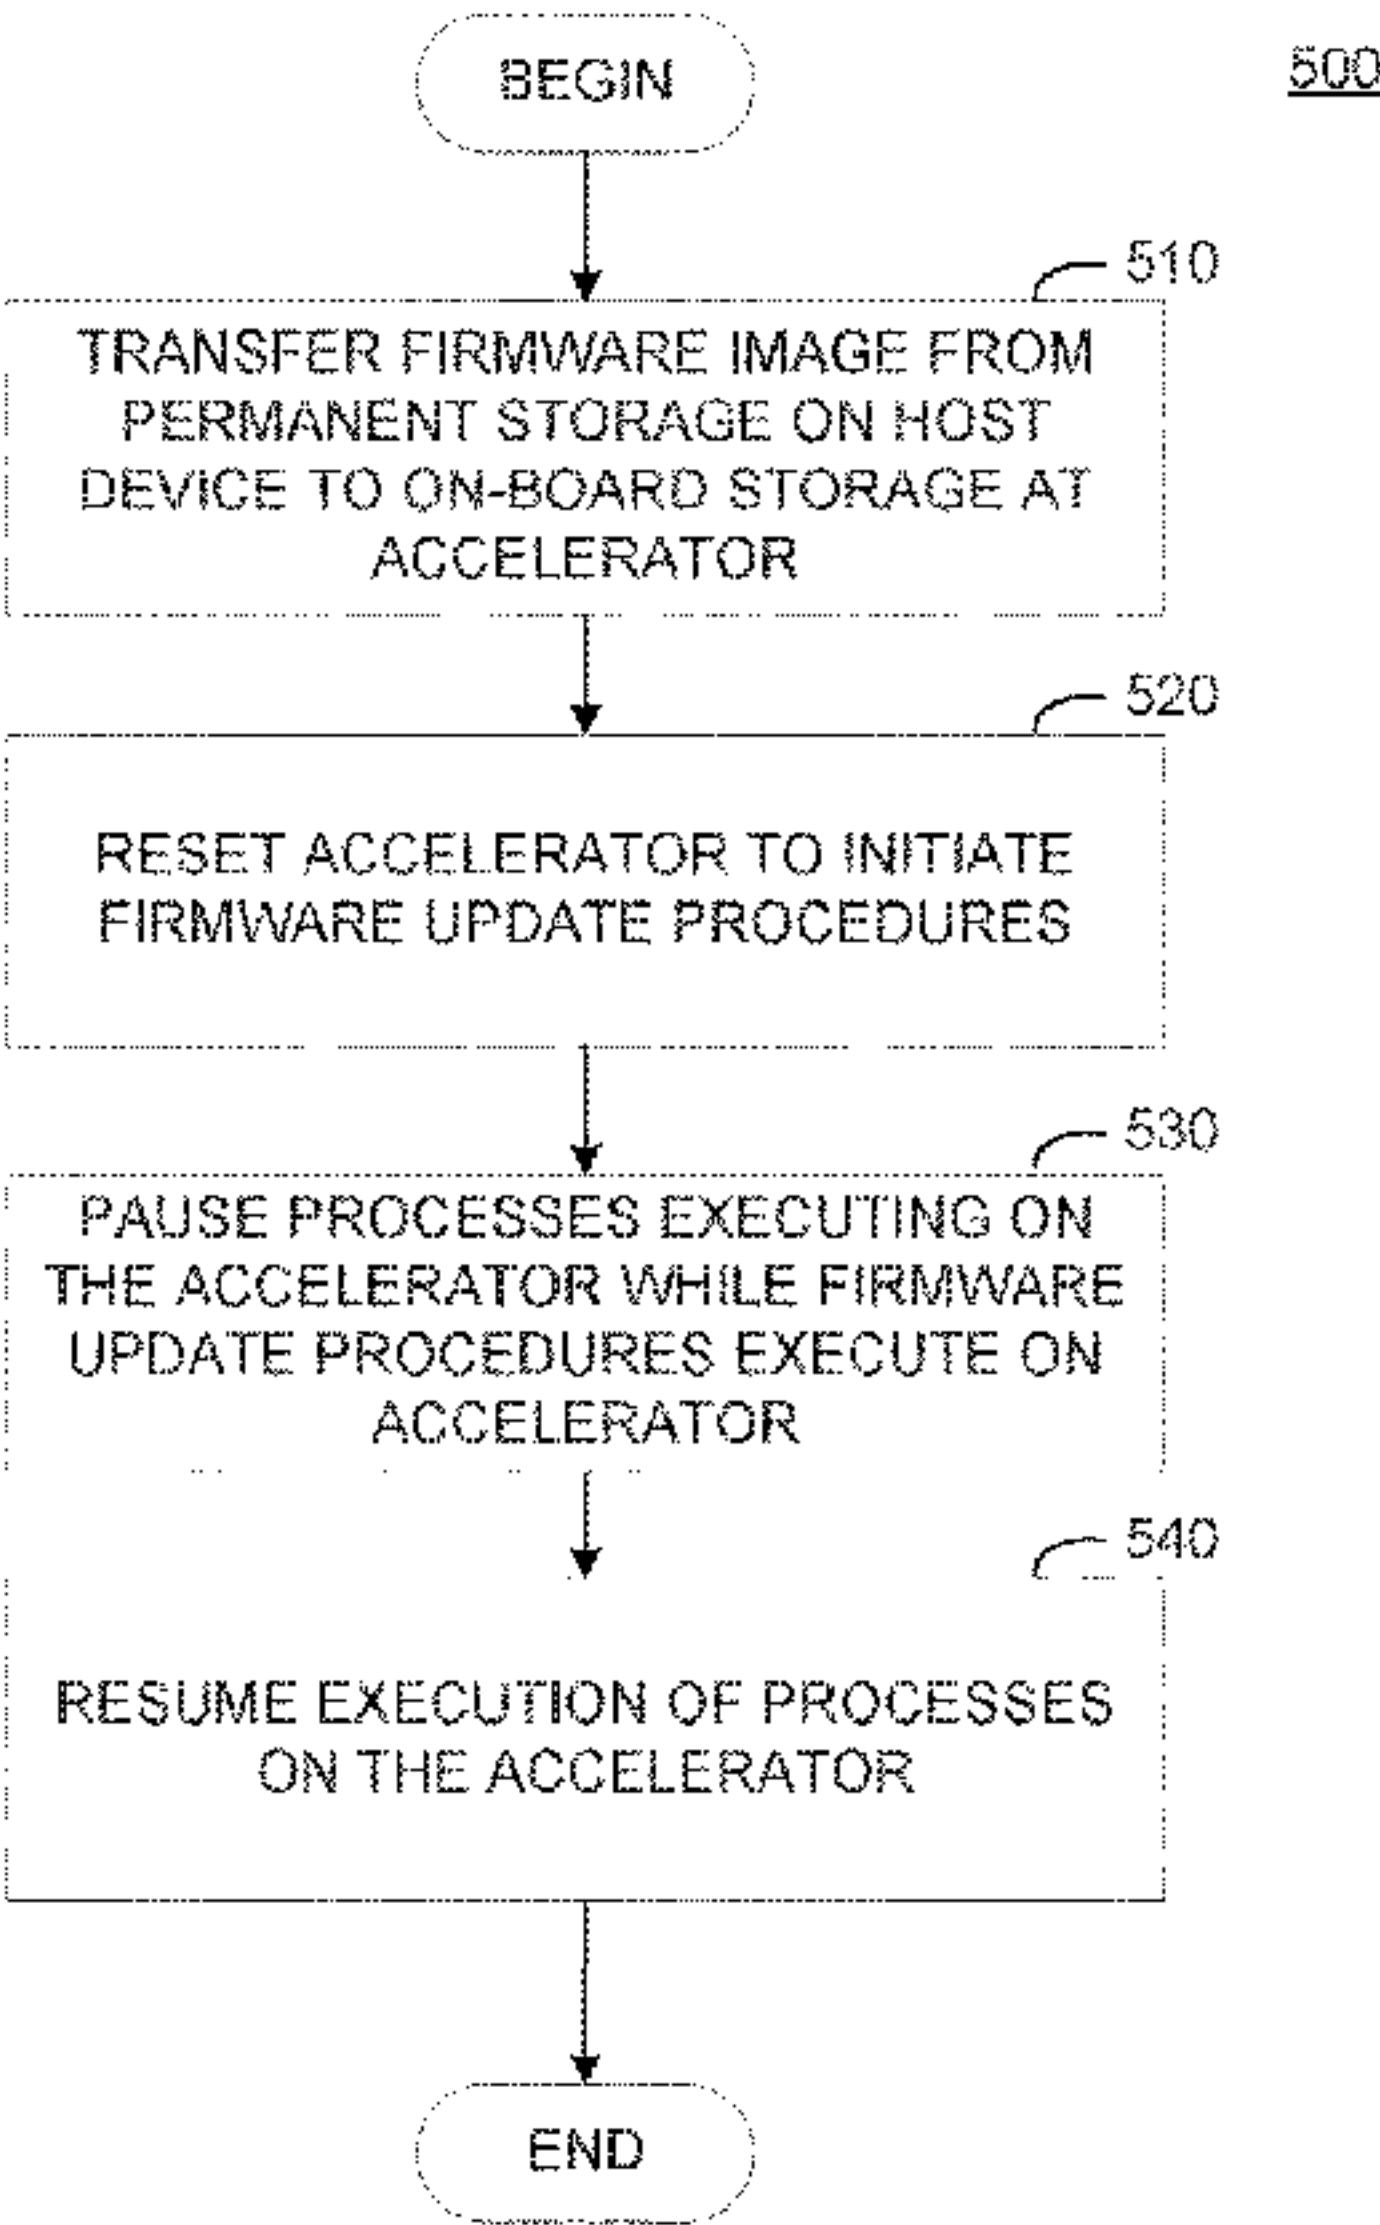 BEGIN
500
510
TRANSFER FIRMWARE IMAGE FROM
PERMANENT STORAGE ON HOST
DEVICE TO ON-BOARD STORAGE AT
ACCELERATOR
520
RESET ACCELERATOR TO INITIATE
FIRMWARE UPDATE PROCEDURES
530
PAUSE PROCESSES EXECUTING ON
THE ACCELERATOR WHILE FIRMWARE
UPDATE PROCEDURES EXECUTE ON
ACCELERATOR
540
RESUME EXECUTION OF PROCESSES
ON THE ACCELERATOR
END